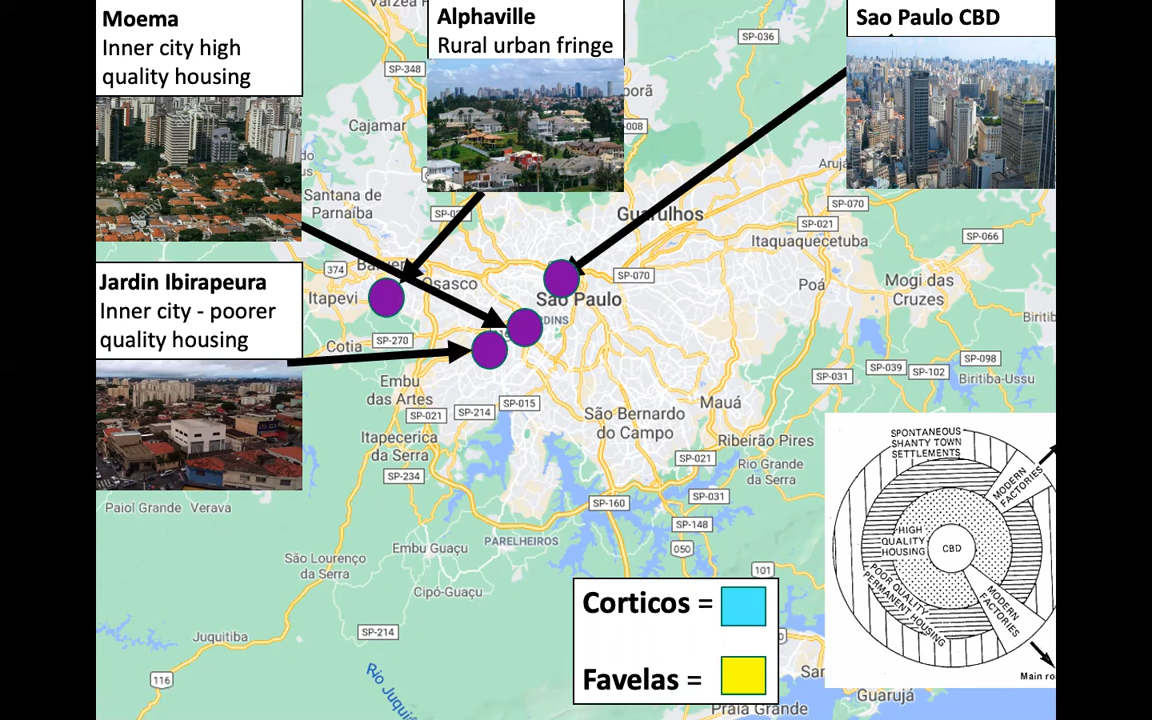 Moema
Inner city high
quality housing
Alphaville
Rural urban fringe
Sao Paulo CBD
Jardin Ibirapeura
Inner city - poorer
quality housing
SP-036
SP-348
Cajamar
008
Arujá
Santana de
Parnaíba
Guarulhos
SP-070
SP-021
Itaquaquecetuba
SP-066
374
Osasco
SP-070
Itapevi
São Paulo
Poá
Mogi das
Cruzes
SP-270
Cotia
SP-039
SP-098
SP-102
SP-031
Biritiba-Ussu
Embu
das Artes
SP-015
SP-214
SP-021
São Bernardo
do Campo
Mauá
Itapecerica
da Serra
Ribeirão Pires
SP-021
Rio Grande
da Serra
SP-234
SP-031
SP-160
SP-148
Paiol Grande
Verava
PARELHEIROS
050
São Lourenço
da Serra
Embu Guaçu
101
Cipó-Guaçu
SP-214
Juquitiba
116
Praia Grande
Guarujá
Corticos =
Favelas =
SPONTANEOUS
SHANTY TOWN
SETTLEMENTS
MODERN
FACTORIES
HIGH
QUALITY
HOUSING
CBD
POOR QUALITY
PERMANENT HOUSING
MODERN
FACTORIES
Main ro